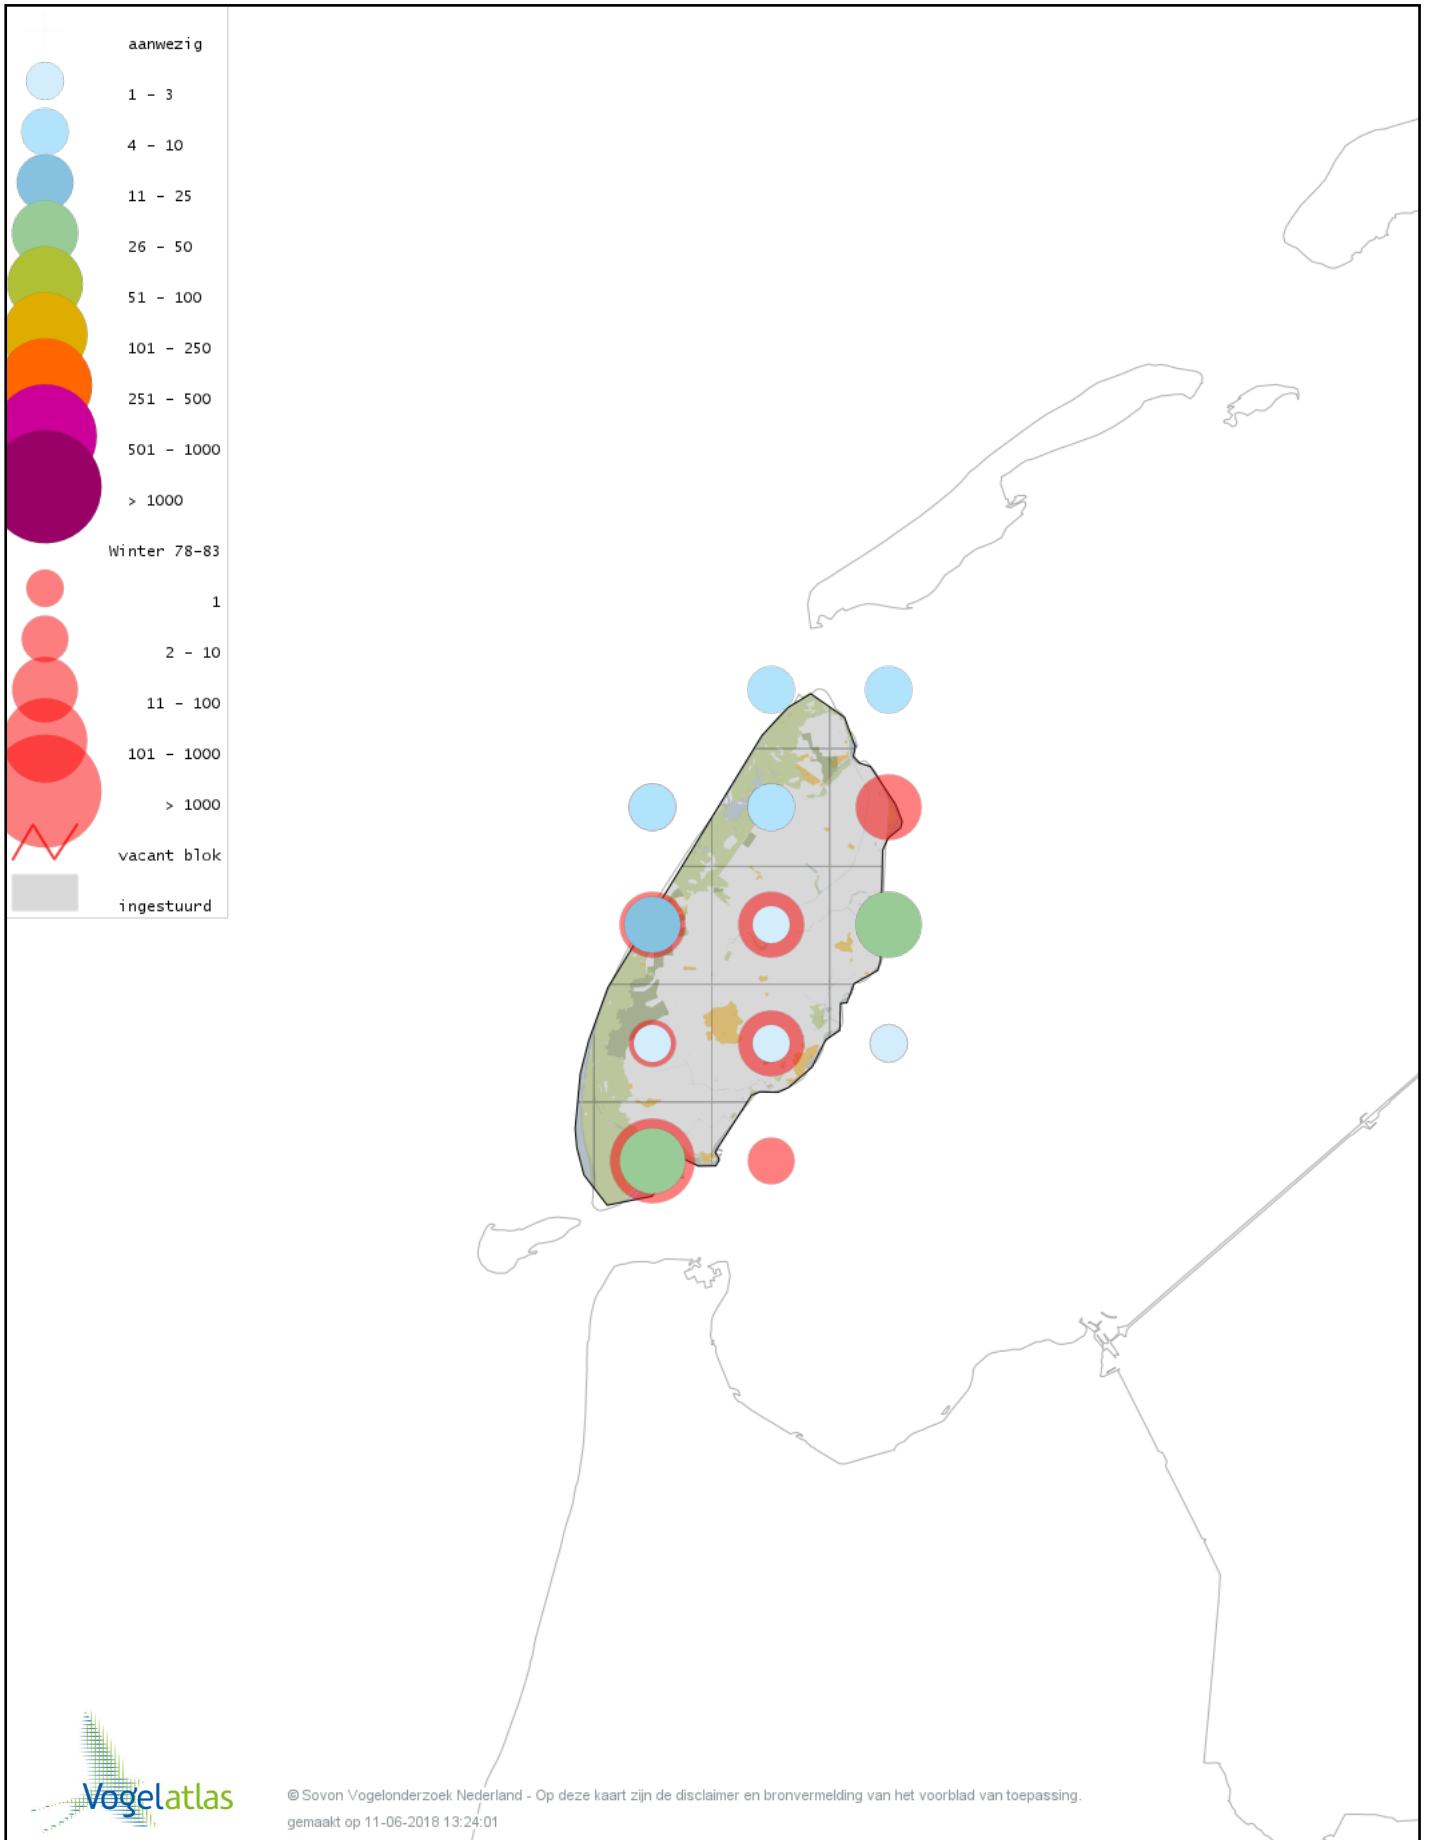 aanwezig
1 - 3
4 - 10
11 - 25
26 - 50
51 - 100
101 - 250
251 - 500
501 - 1000
> 1000
Winter 78-83
1
2 - 10
11 - 100
101 - 1000
> 1000
vacant blok
ingestuurd
Vogelatlas
© Sovon Vogelonderzoek Nederland - Op deze kaart zijn de disclaimer en bronvermelding van het voorblad van toepassing.
gemaakt op 11-06-2018 13:24:01